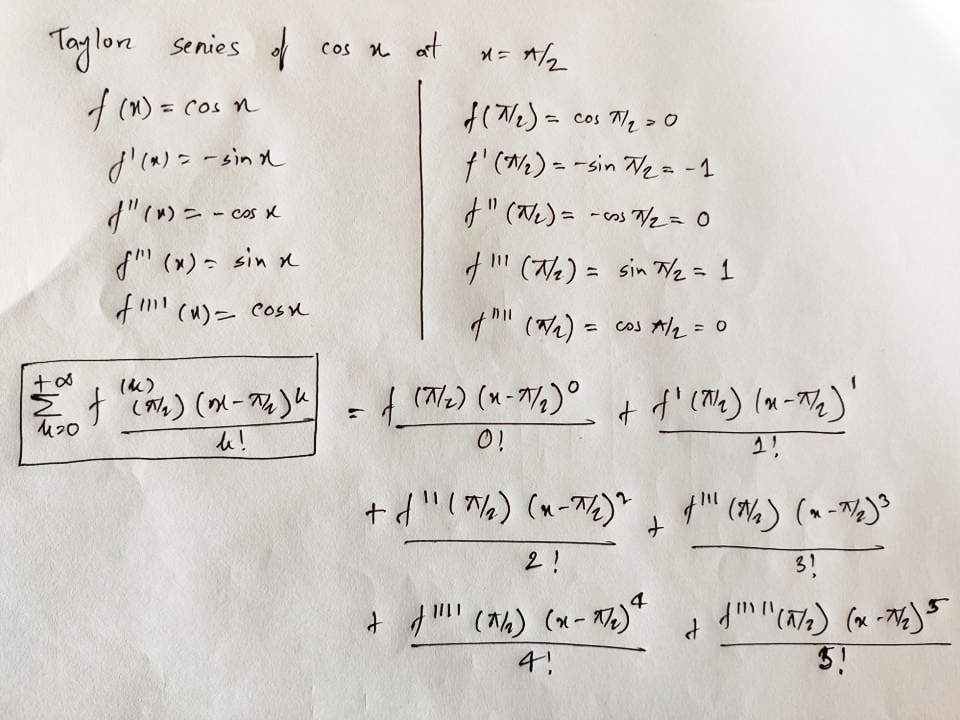 Taylor series of cos x at x = π/2
f(x) = cos x
f'(x) = -sin x
f''(x) = -cos x
f'''(x) = sin x
f''''(x) = cos x
f(π/2) = cos π/2 = 0
f'(π/2) = -sin π/2 = -1
f''(π/2) = -cos π/2 = 0
f'''(π/2) = sin π/2 = 1
f''''(π/2) = cos π/2 = 0
∑_{k=0}^{+∞} f^{(k)}(π/2) (x-π/2)^k / k! = f(π/2) (x-π/2)^0 / 0! + f'(π/2) (x-π/2)^1 / 1!
+ f''(π/2) (x-π/2)^2 / 2! + f'''(π/2) (x-π/2)^3 / 3!
+ f''''(π/2) (x-π/2)^4 / 4! + f'''''(π/2) (x-π/2)^5 / 5!